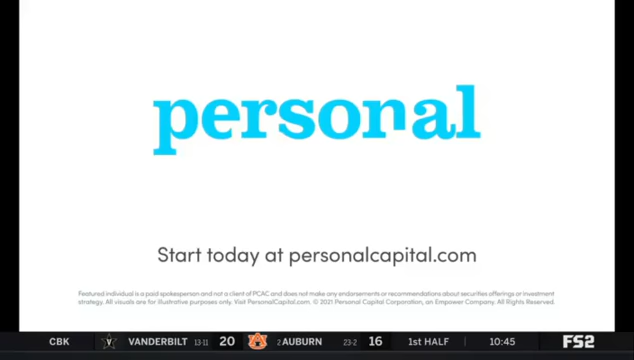 personal
Start today at personalcapital.com
Featured individual is a paid spokesperson and not a client of PCAC and does not make any endorsements or recommendations about securities offerings or investment
strategy. All visuals are for illustrative purposes only. Visit PersonalCapital.com. © 2021 Personal Capital Corporation, an Empower Company. All Rights Reserved.
CBK V VANDERBILT 13-11 20 AU 2 AUBURN 23-2 16 1st HALF 10:45 FS2